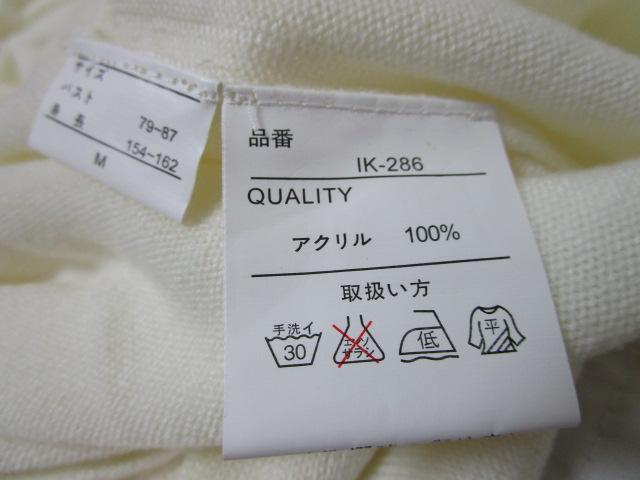 サイズ
バスト 79-87
身長 154-162
M
品番
IK-286
QUALITY
アクリル 100%
取扱い方
手洗イ
30
エンソ
サラシ
低
平